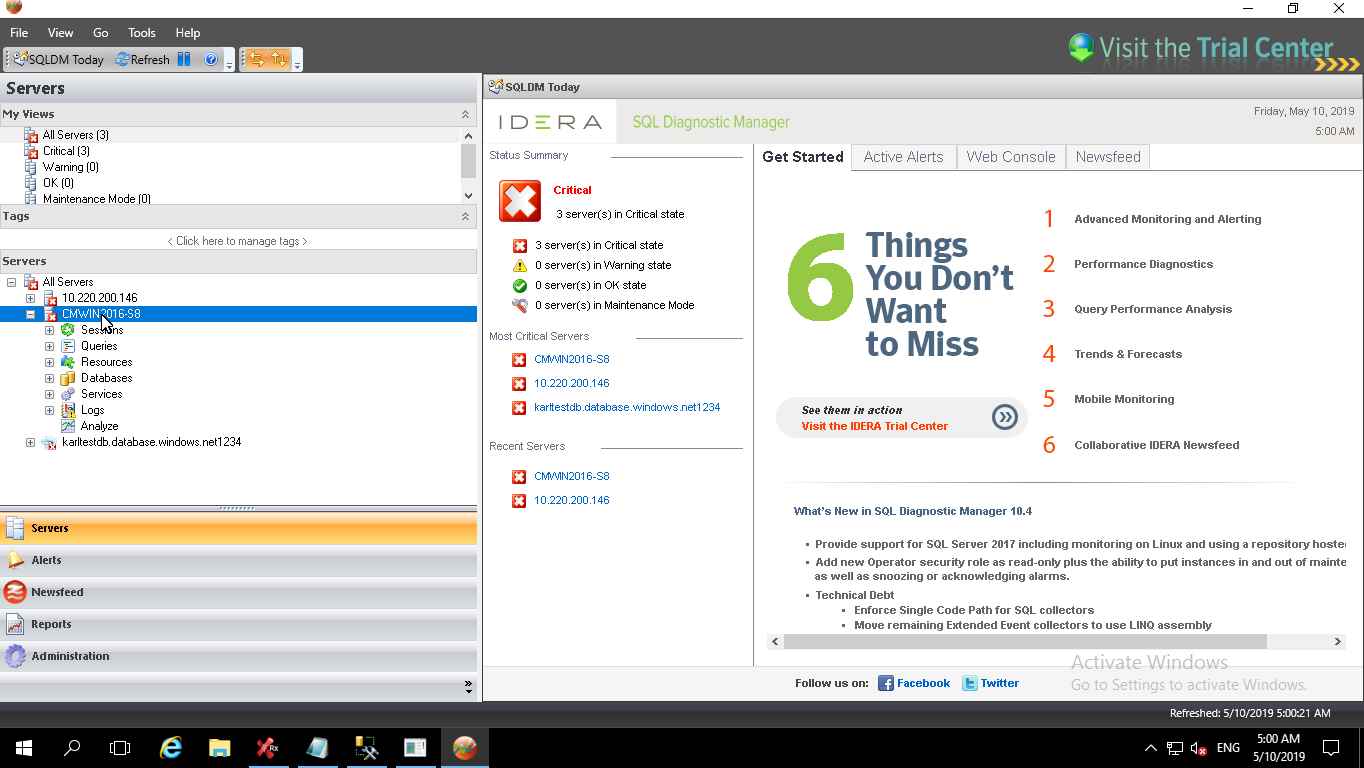 File View Go Tools Help
Visit the Trial Center
SQLDM Today Refresh
Servers
My Views
All Servers (3)
Critical (3)
Warning (0)
OK (0)
Maintenance Mode (0)
Tags
< Click here to manage tags >
Servers
All Servers
10.220.200.146
CMWIN2016-S8
Sessions
Queries
Resources
Databases
Services
Logs
Analyze
karltestdb.database.windows.net1234
Servers
Alerts
Newsfeed
Reports
Administration
SQLDM Today
IDERA SQL Diagnostic Manager
Friday, May 10, 2019
5:00 AM
Status Summary
Critical
3 server(s) in Critical state
3 server(s) in Critical state
0 server(s) in Warning state
0 server(s) in OK state
0 server(s) in Maintenance Mode
Most Critical Servers
CMWIN2016-S8
10.220.200.146
karltestdb.database.windows.net1234
Recent Servers
CMWIN2016-S8
10.220.200.146
Get Started Active Alerts Web Console Newsfeed
6 Things
You Don't
Want
to Miss
See them in action
Visit the IDERA Trial Center
1 Advanced Monitoring and Alerting
2 Performance Diagnostics
3 Query Performance Analysis
4 Trends & Forecasts
5 Mobile Monitoring
6 Collaborative IDERA Newsfeed
What's New in SQL Diagnostic Manager 10.4
• Provide support for SQL Server 2017 including monitoring on Linux and using a repository hoste
• Add new Operator security role as read-only plus the ability to put instances in and out of mainte
as well as snoozing or acknowledging alarms.
• Technical Debt
• Enforce Single Code Path for SQL collectors
• Move remaining Extended Event collectors to use LINQ assembly
Activate Windows
Go to Settings to activate Windows.
Follow us on: Facebook Twitter
Refreshed: 5/10/2019 5:00:21 AM
Rx
ENG
5:00 AM
5/10/2019